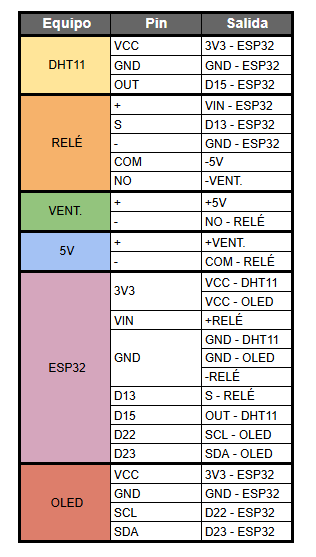 Equipo Pin Salida
DHT11
VCC 3V3 - ESP32
GND GND - ESP32
OUT D15 - ESP32
RELÉ
+ VIN - ESP32
S D13 - ESP32
- GND - ESP32
COM -5V
NO -VENT.
VENT.
+ +5V
- NO - RELÉ
5V
+ +VENT.
- COM - RELÉ
ESP32
3V3
VCC - DHT11
VCC - OLED
VIN +RELÉ
GND
GND - DHT11
GND - OLED
-RELÉ
D13 S - RELÉ
D15 OUT - DHT11
D22 SCL - OLED
D23 SDA - OLED
OLED
VCC 3V3 - ESP32
GND GND - ESP32
SCL D22 - ESP32
SDA D23 - ESP32